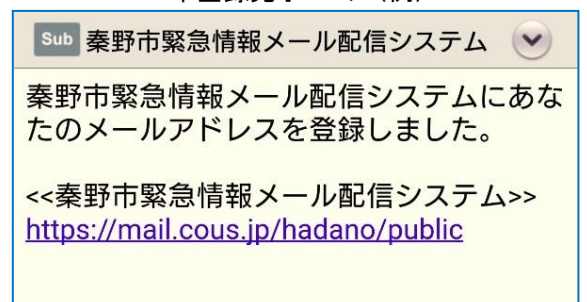 Sub 秦野市緊急情報メール配信システム
秦野市緊急情報メール配信システムにあな
たのメールアドレスを登録しました。
<<秦野市緊急情報メール配信システム>>
https://mail.cous.jp/hadano/public